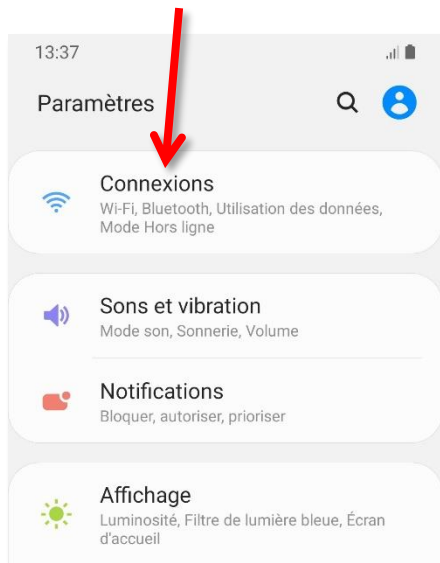 13:37
Paramètres
Connexions
Wi-Fi, Bluetooth, Utilisation des données,
Mode Hors ligne
Sons et vibration
Mode son, Sonnerie, Volume
Notifications
Bloquer, autoriser, prioriser
Affichage
Luminosité, Filtre de lumière bleue, Écran
d'accueil